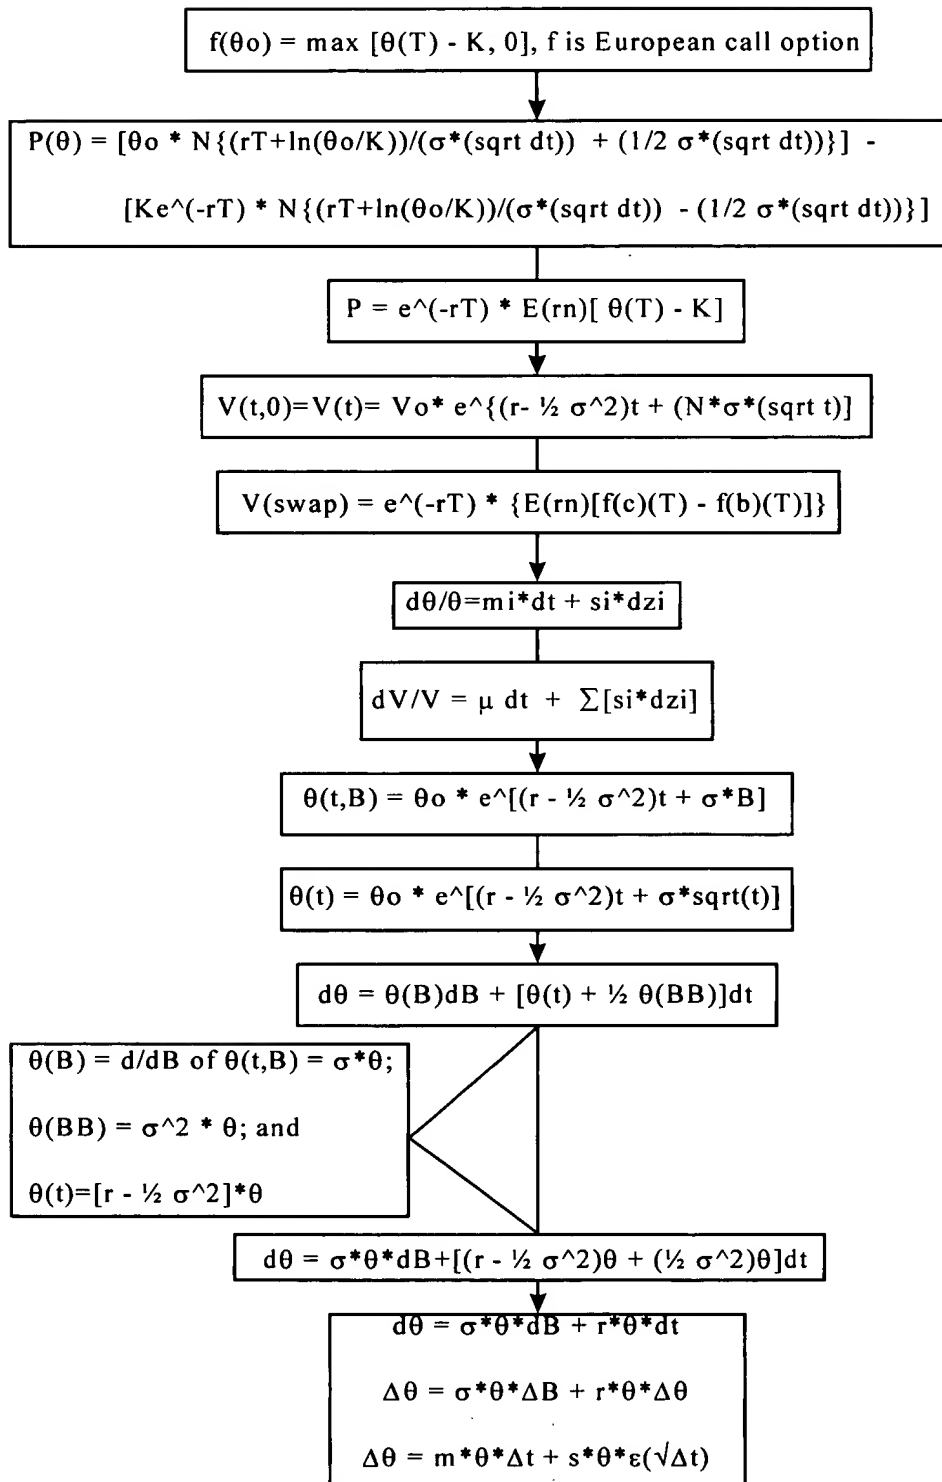 f(θo) = max [θ(T) - K, 0], f is European call option
P(θ) = [θo * N{(rT+ln(θo/K))/(σ*(sqrt dt)) + (1/2 σ*(sqrt dt))}] -
[Ke^(-rT) * N{(rT+ln(θo/K))/(σ*(sqrt dt)) - (1/2 σ*(sqrt dt))}]
P = e^(-rT) * E(rn)[ θ(T) - K]
V(t,0)=V(t)= Vo* e^{(r- ½ σ^2)t + (N*σ*(sqrt t)]
V(swap) = e^(-rT) * {E(rn)[f(c)(T) - f(b)(T)]}
dθ/θ=mi*dt + si*dzi
dV/V = μ dt + ∑[si*dzi]
θ(t,B) = θo * e^[(r - ½ σ^2)t + σ*B]
θ(t) = θo * e^[(r - ½ σ^2)t + σ*sqrt(t)]
dθ = θ(B)dB + [θ(t) + ½ θ(BB)]dt
θ(B) = d/dB of θ(t,B) = σ*θ;
θ(BB) = σ^2 * θ; and
θ(t)=[r - ½ σ^2]*θ
dθ = σ*θ*dB+[(r - ½ σ^2)θ + (½ σ^2)θ]dt
dθ = σ*θ*dB + r*θ*dt
Δθ = σ*θ*ΔB + r*θ*Δθ
Δθ = m*θ*Δt + s*θ*ε(√Δt)